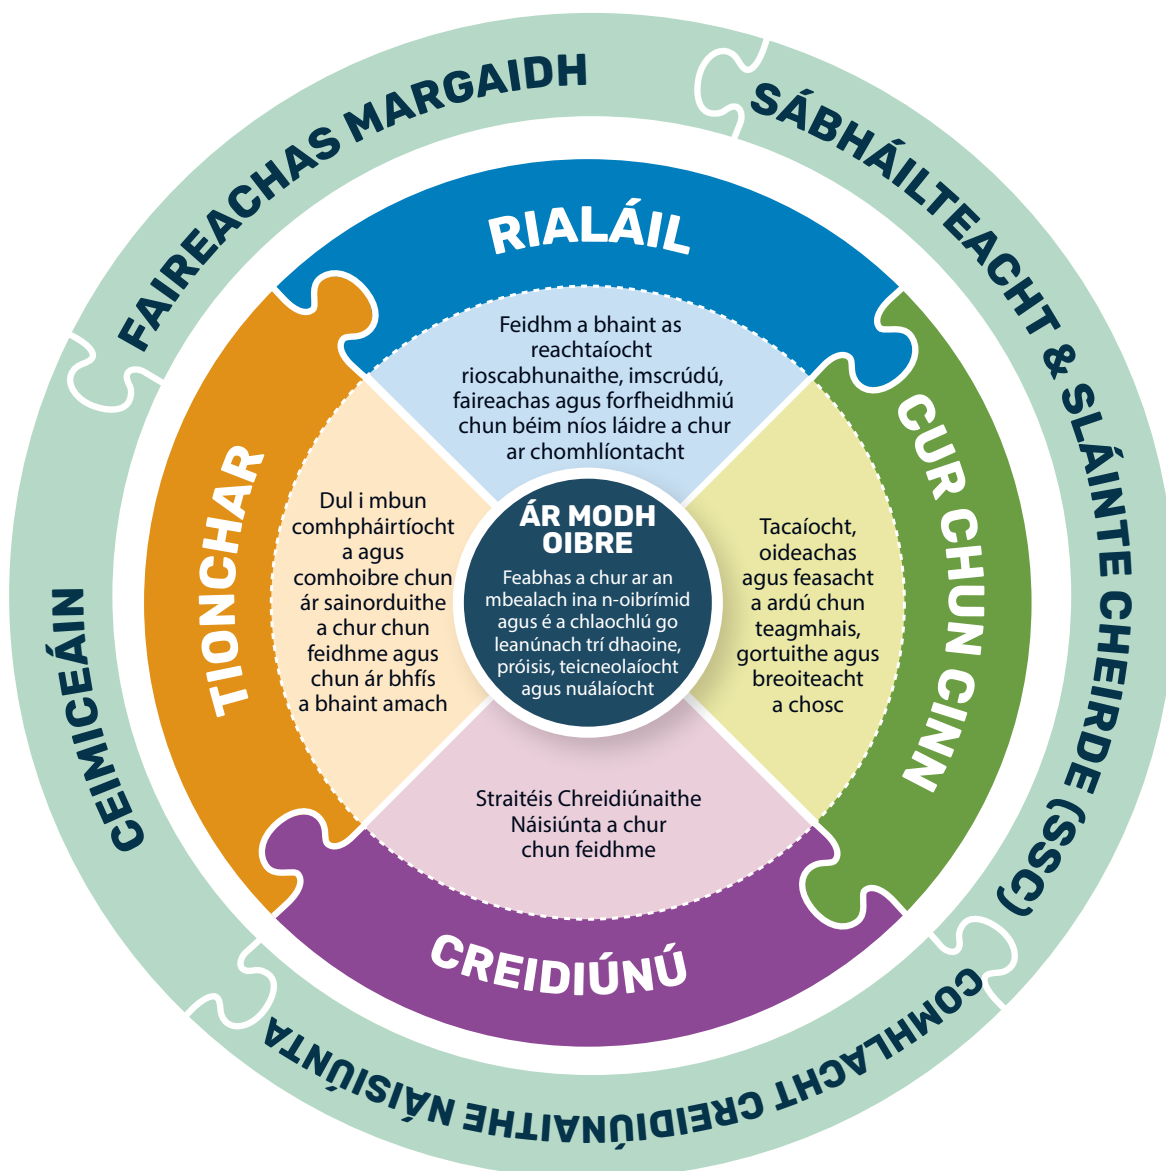 FAIREACHAS MARGAIDH
SÁBHÁILTEACHT & SLÁINTE CHEIRDE (SSC)
COMHLACHT CREIDIÚNAITHE NÁISIÚNTA
CEIMICEÁIN
RIALÁIL
Feidhm a bhaint as
reachtaíocht
rioscabhunaithe, imscrúdú,
faireachas agus forfheidhmiú
chun béim níos láidre a chur
ar chomhlíontacht
CUR CHUN CINN
Tacaíocht,
oideachas
agus feasacht
a ardú chun
teagmhais,
gortuithe agus
breoiteacht
a chosc
CREIDIÚNÚ
Straitéis Chreidiúnaithe
Náisiúnta a chur
chun feidhme
TIONCHAR
Dul i mbun
comhpháirtíocht
a agus
comhoibre chun
ár sainorduithe
a chur chun
feidhme agus
chun ár bhfís
a bhaint amach
ÁR MODH
OIBRE
Feabhas a chur ar an
mbealach ina n-oibrímid
agus é a chlaochlú go
leanúnach trí dhaoine,
próisis, teicneolaíocht
agus nuálaíocht